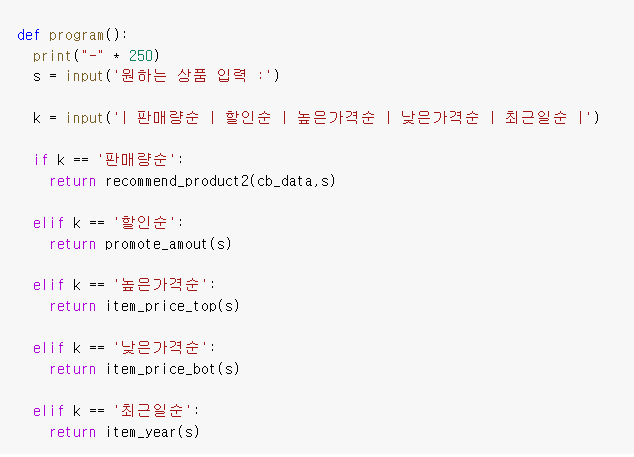 def program():
  print("-" * 250)
  s = input('원하는 상품 입력 :')
  k = input('| 판매량순 | 할인순 | 높은가격순 | 낮은가격순 | 최근일순 |')
  if k == '판매량순':
    return recommend_product2(cb_data,s)
  elif k == '할인순':
    return promote_amout(s)
  elif k == '높은가격순':
    return item_price_top(s)
  elif k == '낮은가격순':
    return item_price_bot(s)
  elif k == '최근일순':
    return item_year(s)